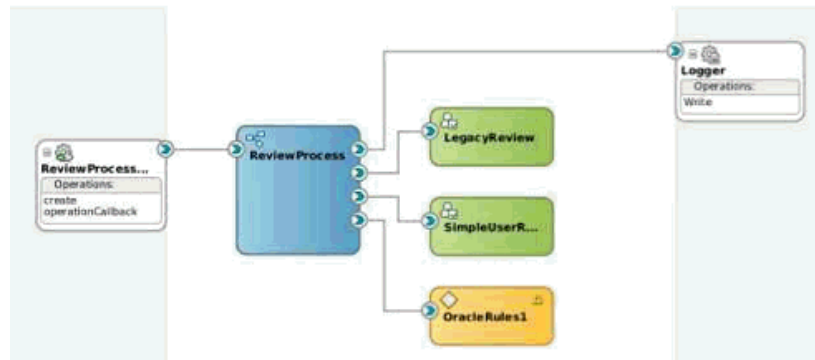 ReviewProcess...
Operations:
create
operationCallback
ReviewProcess
LegacyReview
SimpleUserR...
OracleRules1
Logger
Operations:
Write